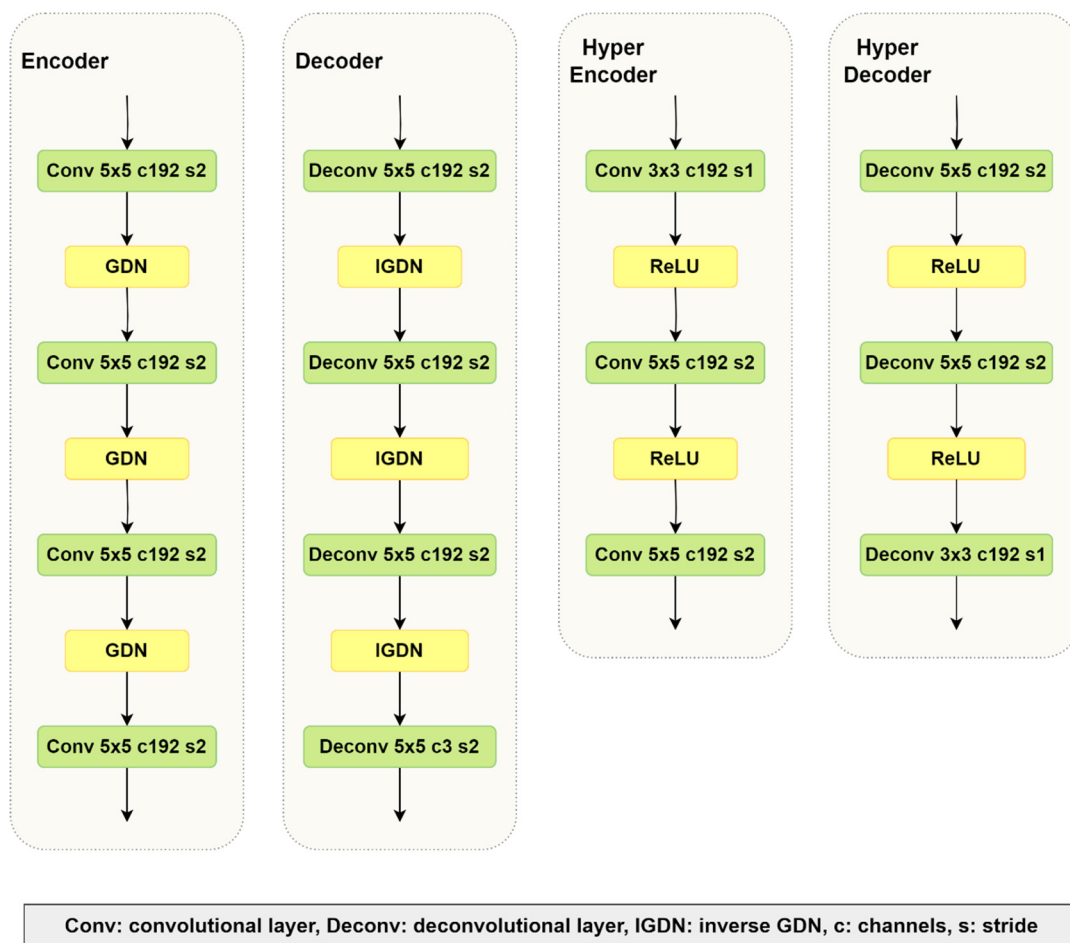 Encoder
Conv 5x5 c192 s2
GDN
Conv 5x5 c192 s2
GDN
Conv 5x5 c192 s2
GDN
Conv 5x5 c192 s2
Decoder
Deconv 5x5 c192 s2
IGDN
Deconv 5x5 c192 s2
IGDN
Deconv 5x5 c192 s2
IGDN
Deconv 5x5 c3 s2
Hyper
Encoder
Conv 3x3 c192 s1
ReLU
Conv 5x5 c192 s2
ReLU
Conv 5x5 c192 s2
Hyper
Decoder
Deconv 5x5 c192 s2
ReLU
Deconv 5x5 c192 s2
ReLU
Deconv 3x3 c192 s1
Conv: convolutional layer, Deconv: deconvolutional layer, IGDN: inverse GDN, c: channels, s: stride